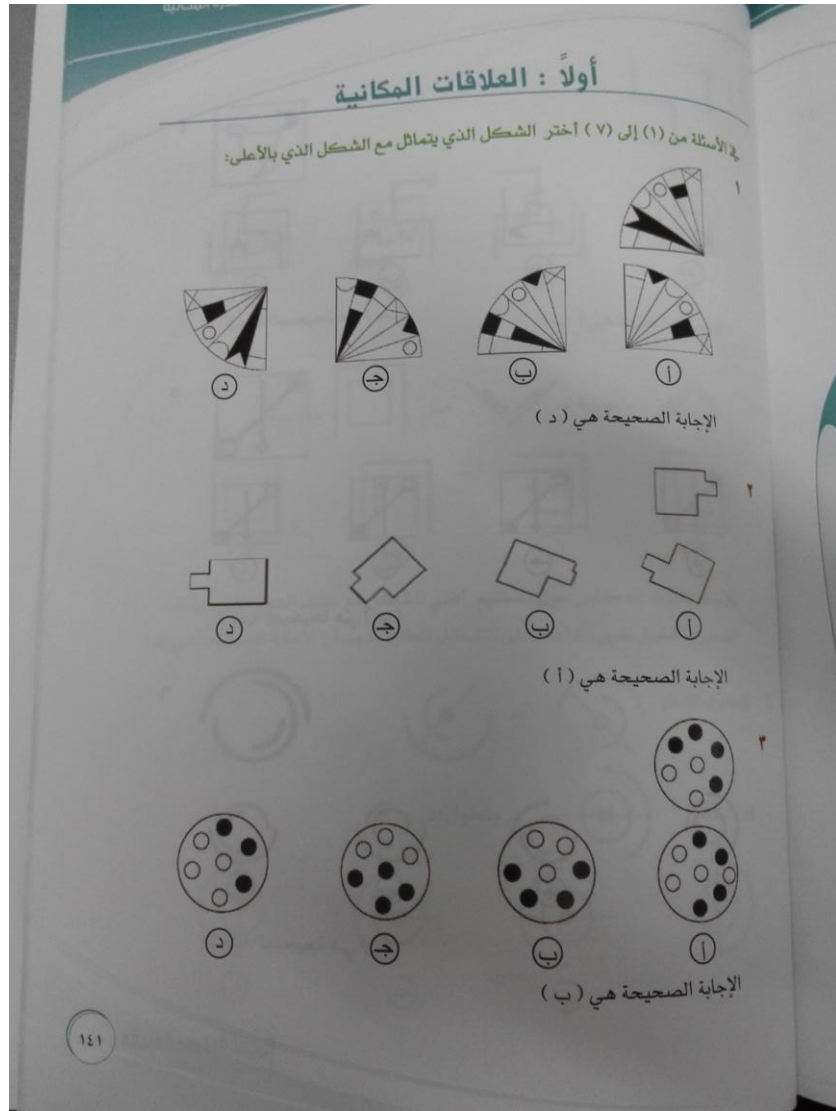 أولاً : العلاقات المكانية
في الأسئلة من (١) إلى (٧) أختر الشكل الذي يتماثل مع الشكل الذي بالأعلى:
١
أ ب جـ د
الإجابة الصحيحة هي ( د )
٢
أ ب جـ د
الإجابة الصحيحة هي ( أ )
٣
أ ب جـ د
الإجابة الصحيحة هي ( ب )
١٤١